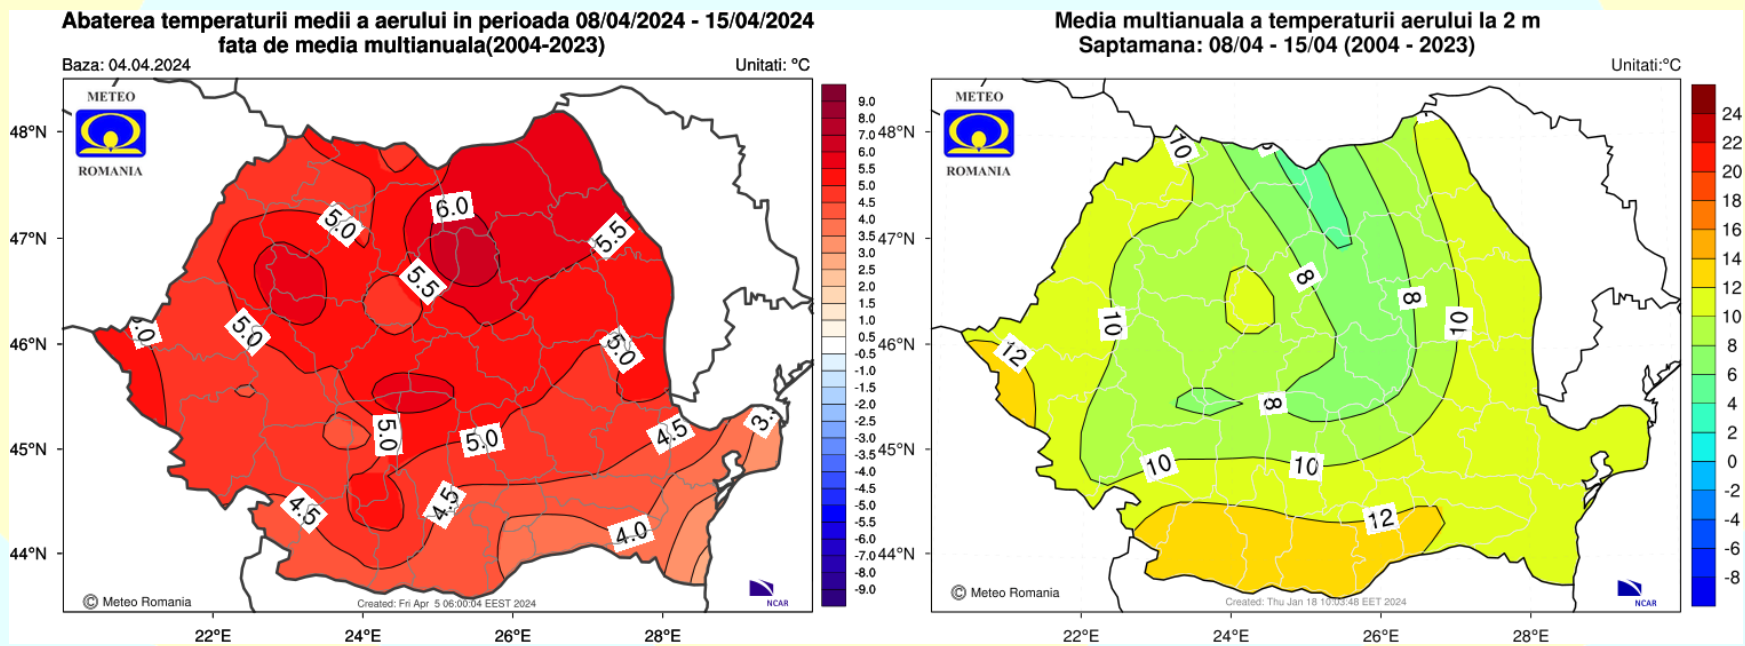 Abaterea temperaturii medii a aerului in perioada 08/04/2024 - 15/04/2024
fata de media multianuala(2004-2023)
Baza: 04.04.2024
Unitati: °C
METEO
ROMANIA
48°N
47°N
46°N
45°N
44°N
5.0
6.0
5.5
5.5
5.0
5.0
5.0
5.0
4.5
4.5
4.5
4.0
9.0
8.0
7.0
6.0
5.5
5.0
4.5
4.0
3.5
3.0
2.5
2.0
1.5
1.0
0.5
-0.5
-1.0
-1.5
-2.0
-2.5
-3.0
-3.5
-4.0
-4.5
-5.0
-5.5
-6.0
-7.0
-8.0
-9.0
© Meteo Romania
Created: Fri Apr 5 06:00:04 EEST 2024
NCAR
22°E
24°E
26°E
28°E
Media multianuala a temperaturii aerului la 2 m
Saptamana: 08/04 - 15/04 (2004 - 2023)
Unitati:°C
METEO
ROMANIA
48°N
47°N
46°N
45°N
44°N
10
8
8
10
10
12
8
10
10
12
24
22
20
18
16
14
12
10
8
6
4
2
0
-2
-4
-6
-8
© Meteo Romania
Created: Thu Jan 18 10:03:48 EET 2024
NCAR
22°E
24°E
26°E
28°E